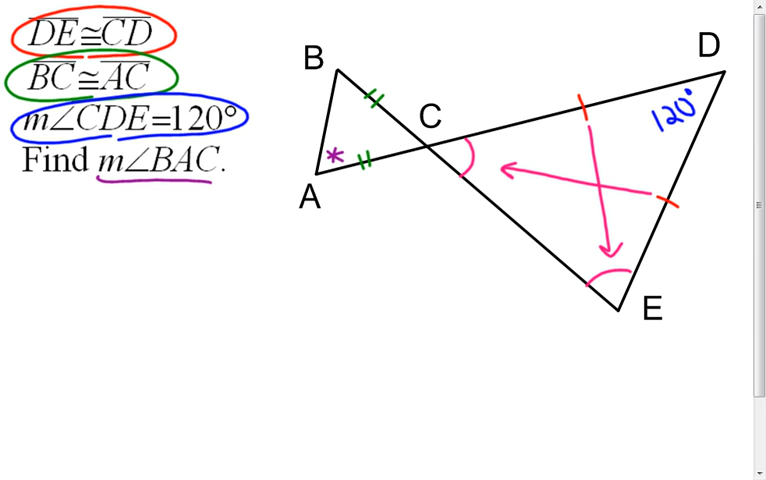 DE≅CD
BC≅AC
m∠CDE=120°
Find m∠BAC.
B
D
C
120°
*
A
E